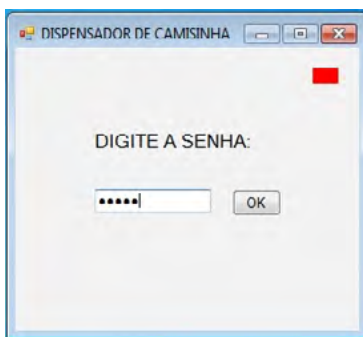 DISPENSADOR DE CAMISINHA
DIGITE A SENHA:
•••••
OK